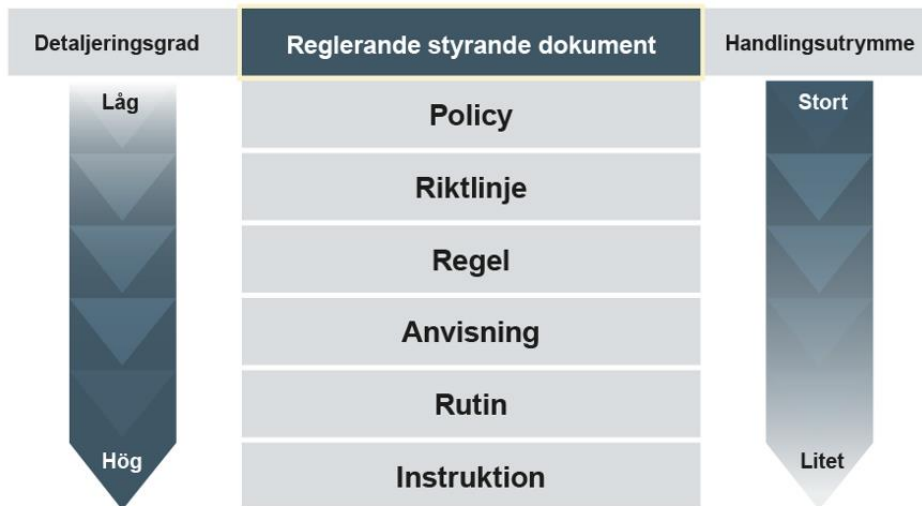 Detaljeringsgrad
Reglerande styrande dokument
Handlingsutrymme
Låg
Policy
Stort
Riktlinje
Regel
Anvisning
Rutin
Hög
Instruktion
Litet